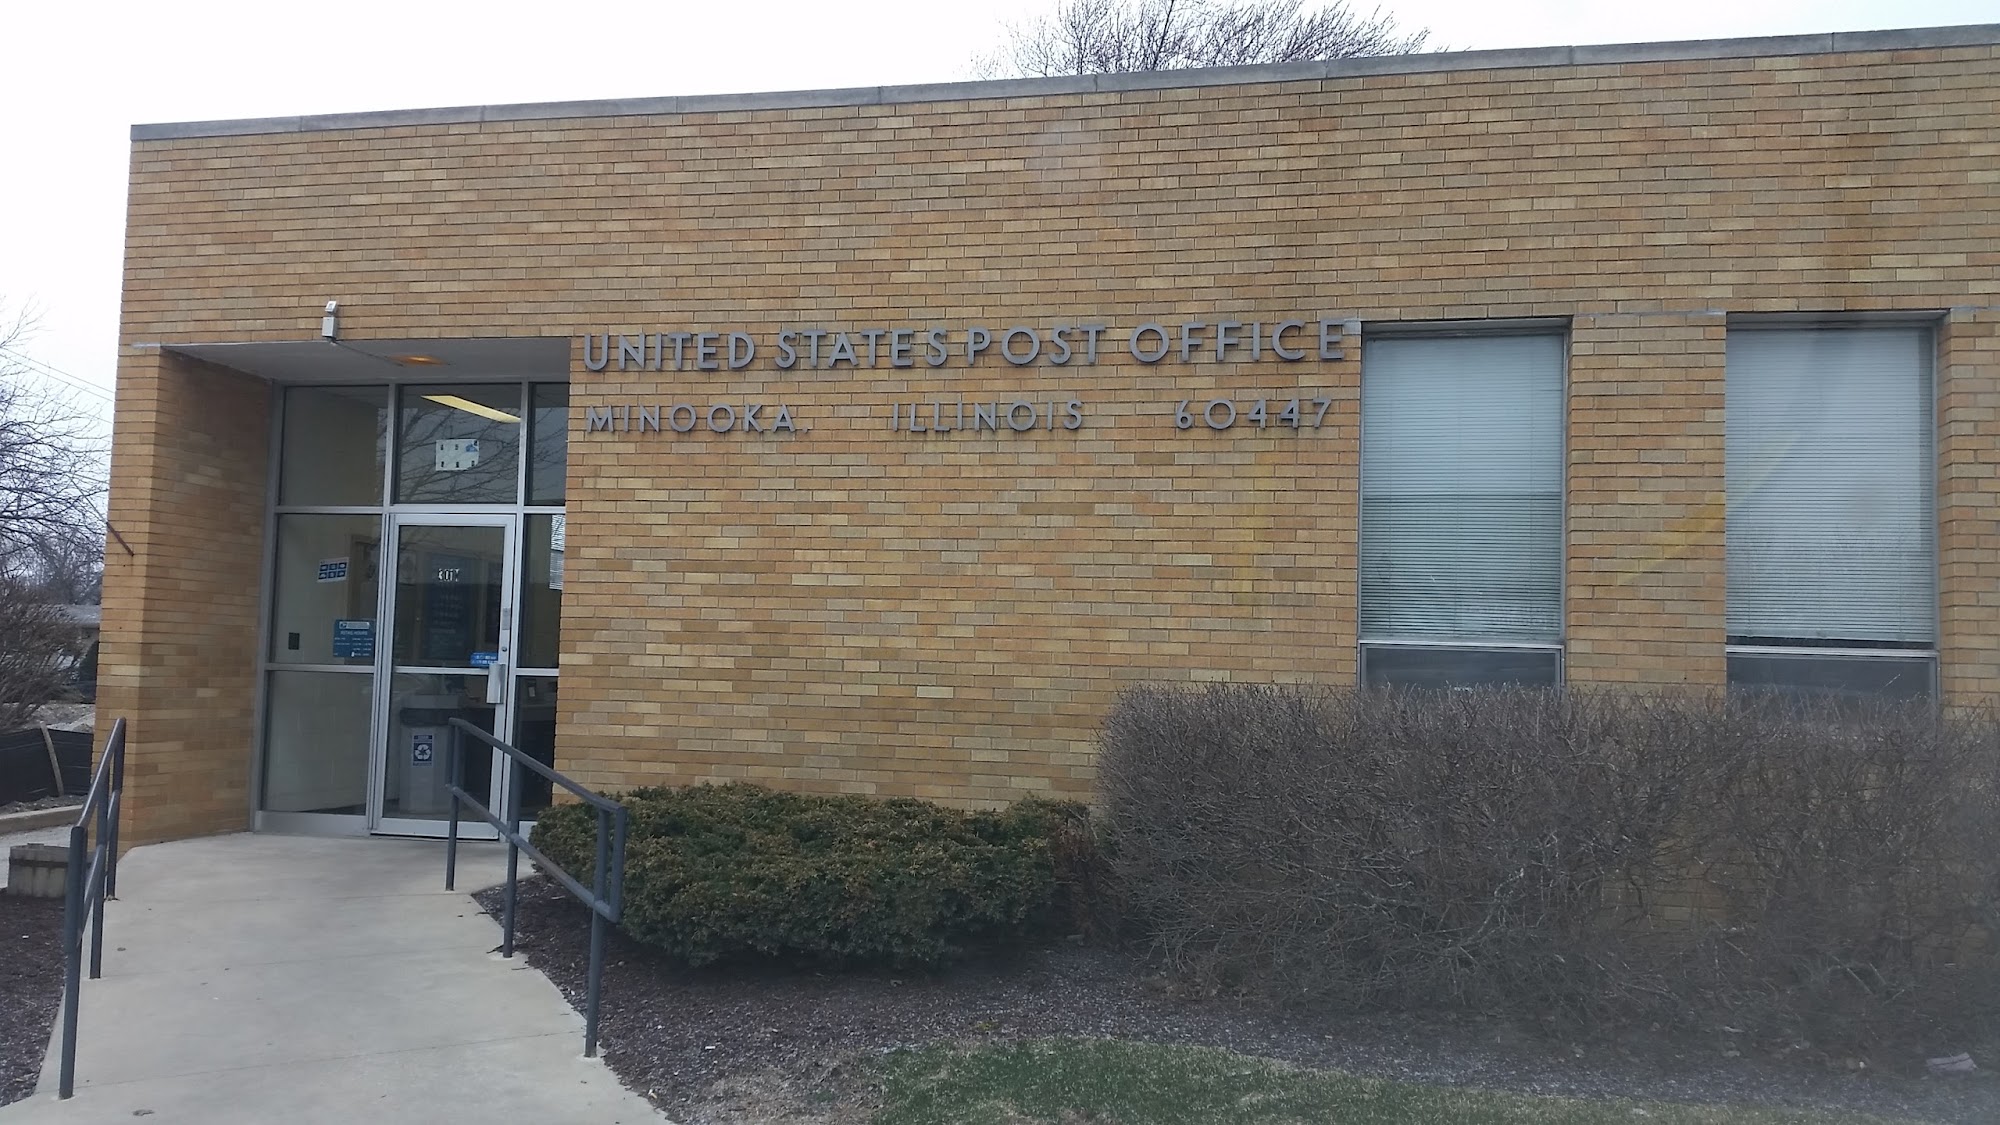 UNITED STATES POST OFFICE
MINOOKA, ILLINOIS 60447